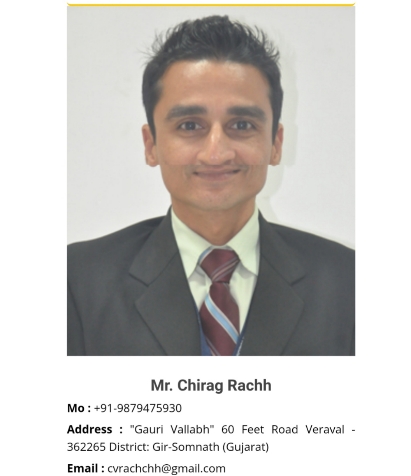 Mr. Chirag Rachh
Mo : +91-9879475930
Address : "Gauri Vallabh" 60 Feet Road Veraval -
362265 District: Gir-Somnath (Gujarat)
Email : cvrachchh@gmail.com